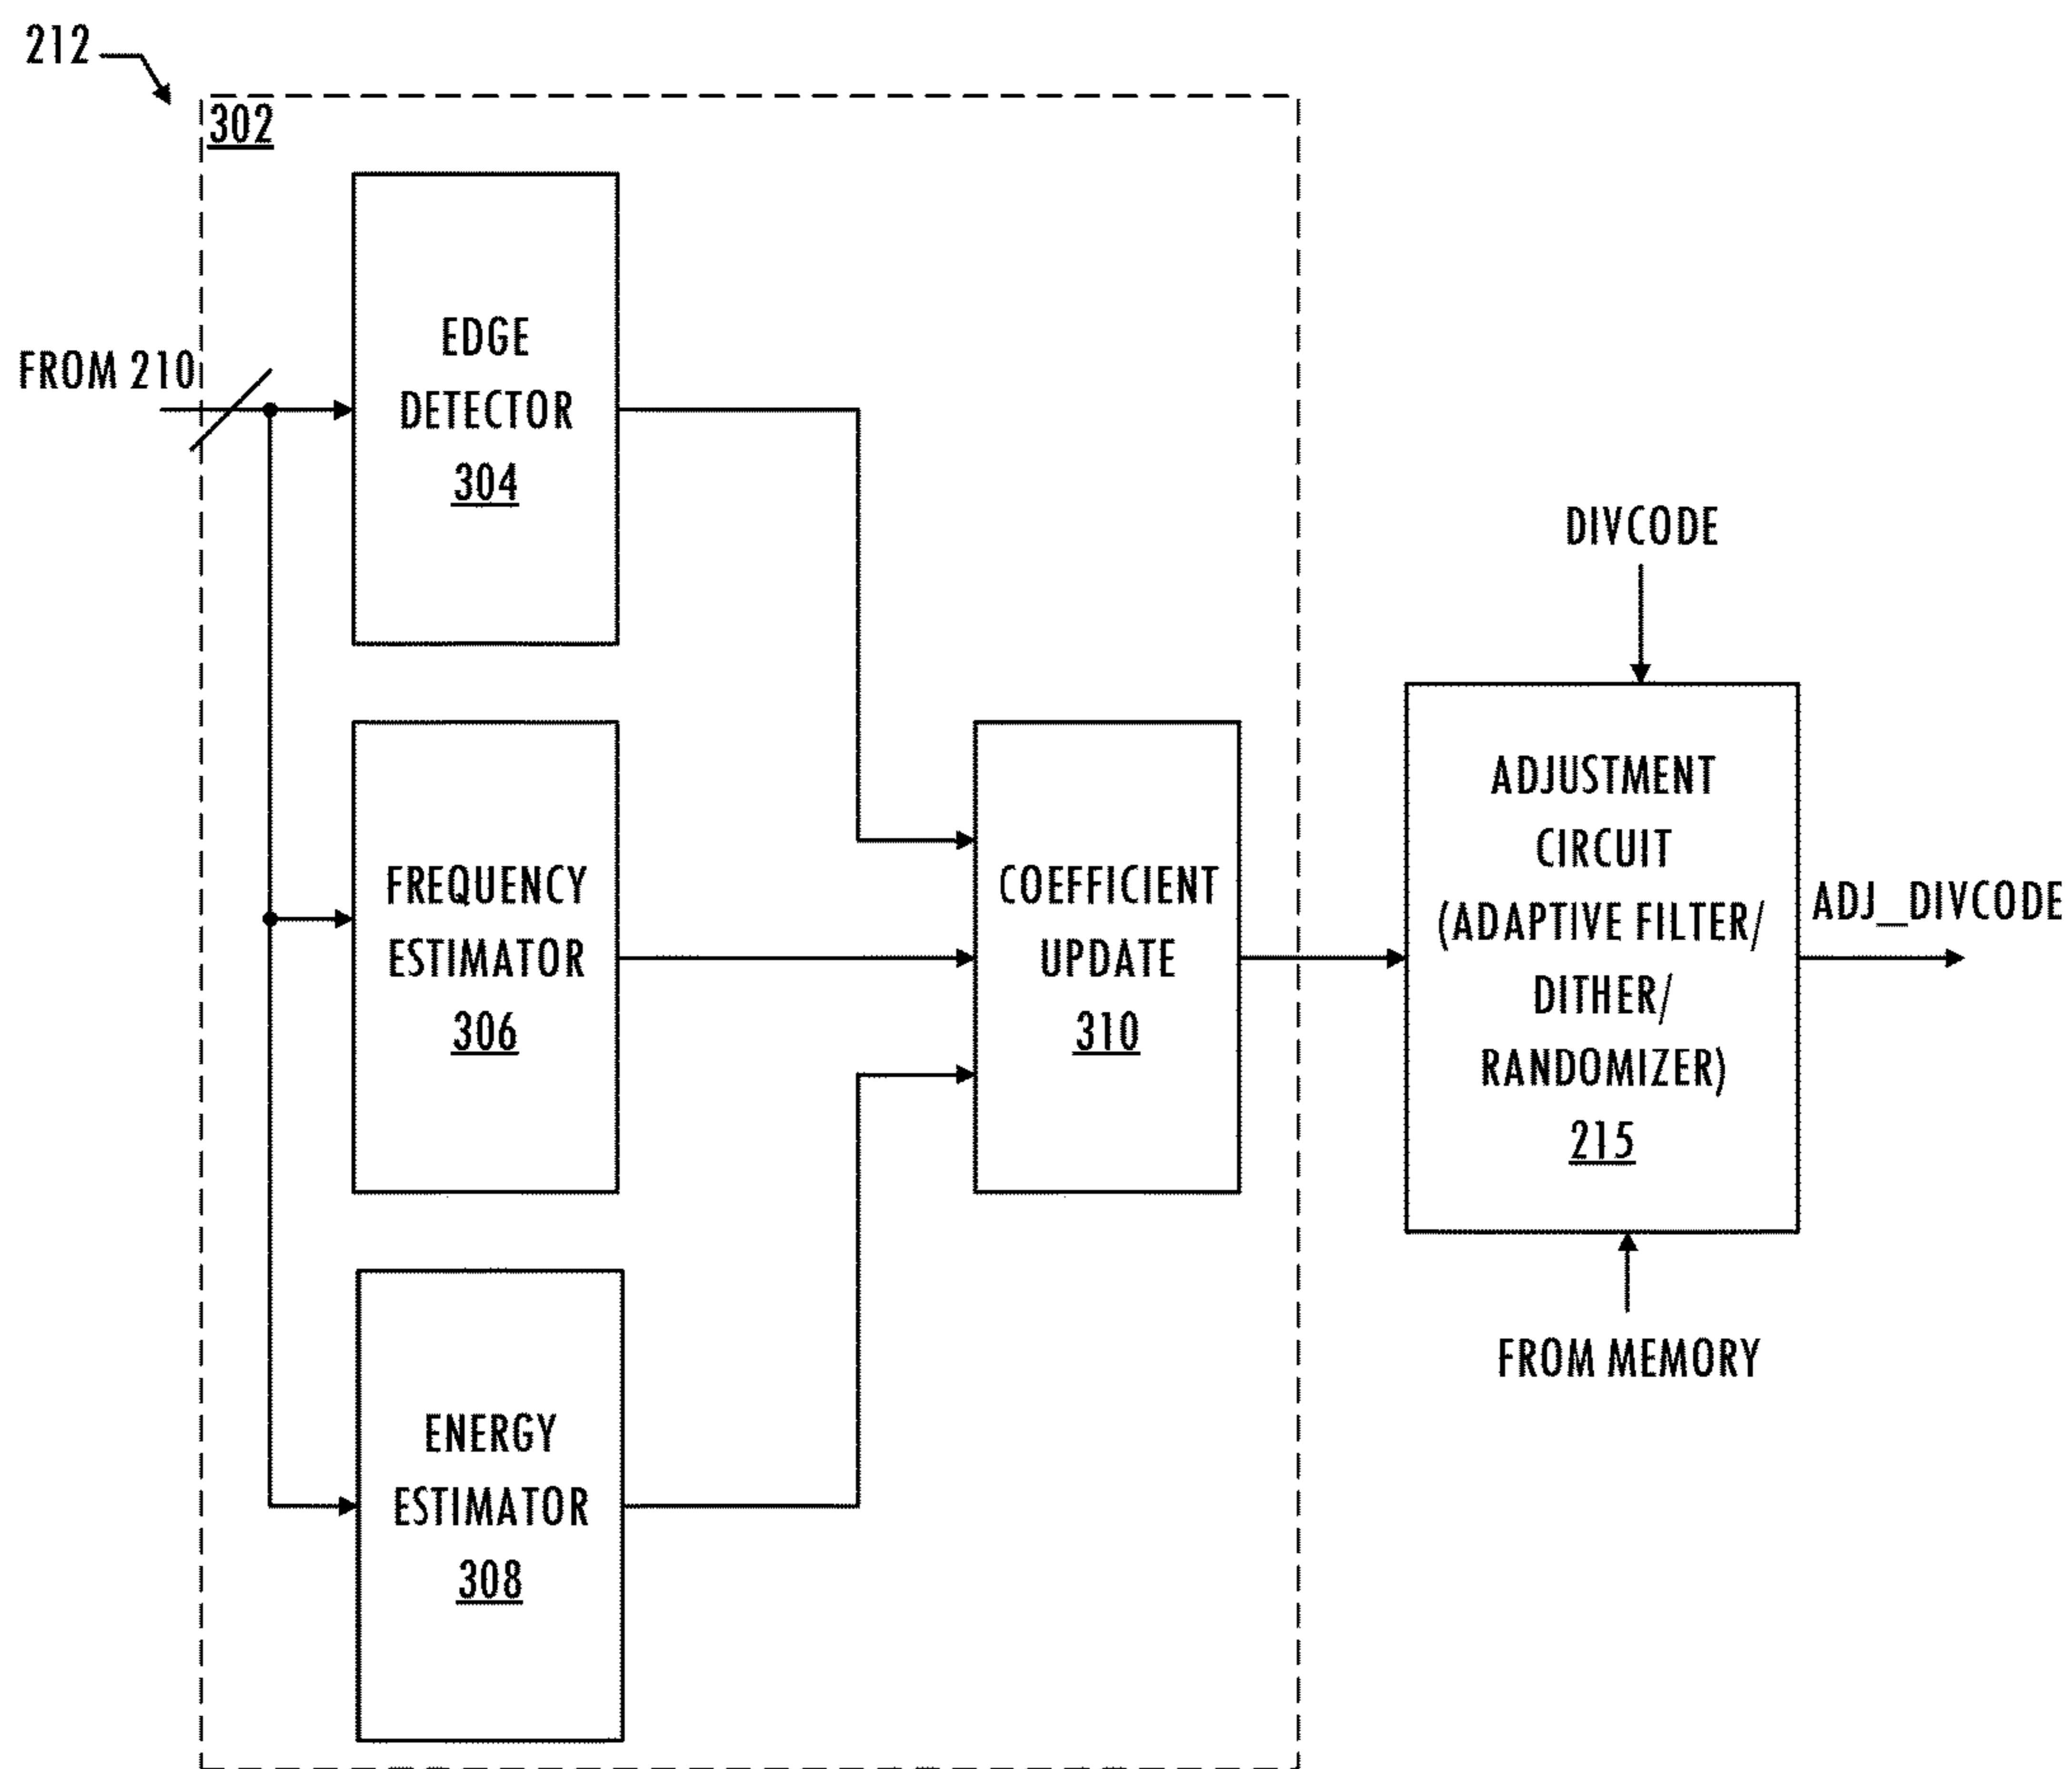 212
302
EDGE
DETECTOR
304
FROM 210
FREQUENCY
ESTIMATOR
306
ENERGY
ESTIMATOR
308
COEFFICIENT
UPDATE
310
DIVCODE
ADJUSTMENT
CIRCUIT
(ADAPTIVE FILTER/
DITHER/
RANDOMIZER)
215
ADJ_DIVCODE
FROM MEMORY